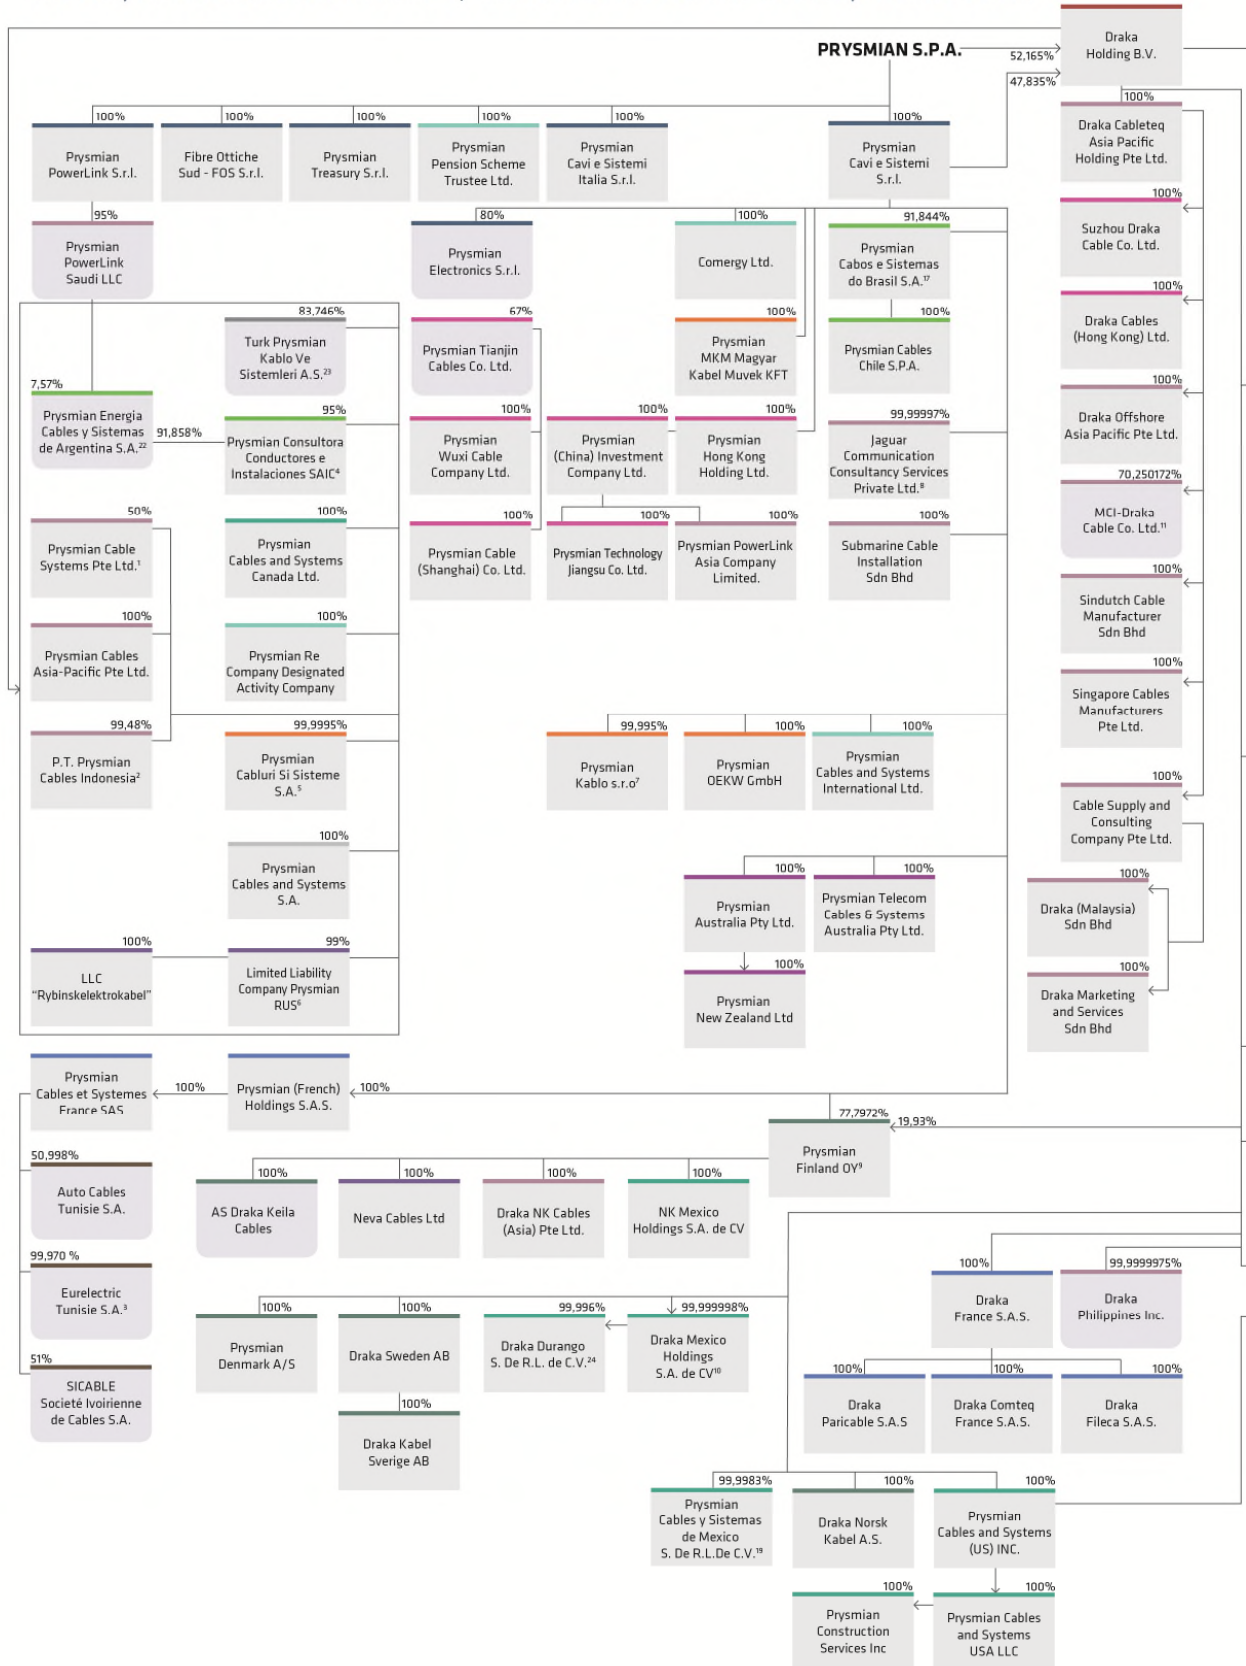 PRYSMIAN S.P.A.
52,165%
47,835%
Draka
Holding B.V.
100%
Prysmian
PowerLink S.r.l.
100%
Fibre Ottiche
Sud - FOS S.r.l.
100%
Prysmian
Treasury S.r.l.
100%
Prysmian
Pension Scheme
Trustee Ltd.
100%
Prysmian
Cavi e Sistemi
Italia S.r.l.
100%
Prysmian
Cavi e Sistemi
S.r.l.
100%
Draka Cableteq
Asia Pacific
Holding Pte Ltd.
95%
Prysmian
PowerLink
Saudi LLC
80%
Prysmian
Electronics S.r.l.
100%
Comergy Ltd.
91,844%
Prysmian
Cabos e Sistemas
do Brasil S.A.¹⁷
100%
Suzhou Draka
Cable Co. Ltd.
83,746%
Turk Prysmian
Kablo Ve
Sistemleri A.S.²³
67%
Prysmian Tianjin
Cables Co. Ltd.
100%
Prysmian
MKM Magyar
Kabel Muvek KFT
100%
Prysmian Cables
Chile S.P.A.
100%
Draka Cables
(Hong Kong) Ltd.
7,57%
Prysmian Energia
Cables y Sistemas
de Argentina S.A.²²
91,858%
95%
Prysmian Consultora
Conductores e
Instalaciones SAIC⁴
100%
Prysmian
Wuxi Cable
Company Ltd.
100%
Prysmian
(China) Investment
Company Ltd.
100%
Prysmian
Hong Kong
Holding Ltd.
99,99997%
Jaguar
Communication
Consultancy Services
Private Ltd.⁸
100%
Draka Offshore
Asia Pacific Pte Ltd.
50%
Prysmian Cable
Systems Pte Ltd.¹
100%
Prysmian
Cables and Systems
Canada Ltd.
100%
Prysmian Cable
(Shanghai) Co. Ltd.
100%
Prysmian Technology
Jiangsu Co. Ltd.
100%
Prysmian PowerLink
Asia Company
Limited.
100%
Submarine Cable
Installation
Sdn Bhd
70,250172%
MCI-Draka
Cable Co. Ltd.¹¹
100%
Sindutch Cable
Manufacturer
Sdn Bhd
100%
Prysmian Cables
Asia-Pacific Pte Ltd.
100%
Prysmian Re
Company Designated
Activity Company
100%
Singapore Cables
Manufacturers
Pte Ltd.
99,48%
P.T. Prysmian
Cables Indonesia²
99,9995%
Prysmian
Cabluri Si Sisteme
S.A.⁵
99,995%
Prysmian
Kablo s.r.o⁷
100%
Prysmian
OEKW GmbH
100%
Prysmian
Cables and Systems
International Ltd.
100%
Cable Supply and
Consulting
Company Pte Ltd.
100%
Prysmian
Cables and Systems
S.A.
100%
Prysmian
Australia Pty Ltd.
100%
Prysmian Telecom
Cables & Systems
Australia Pty Ltd.
100%
Draka (Malaysia)
Sdn Bhd
100%
LLC
“Rybinskelektrokabel”
99%
Limited Liability
Company Prysmian
RUS⁶
100%
Prysmian
New Zealand Ltd
100%
Draka Marketing
and Services
Sdn Bhd
Prysmian
Cables et Systemes
France SAS
100%
Prysmian (French)
Holdings S.A.S.
100%
77,7972%
19,93%
Prysmian
Finland OY⁹
50,998%
Auto Cables
Tunisie S.A.
100%
AS Draka Keila
Cables
100%
Neva Cables Ltd
100%
Draka NK Cables
(Asia) Pte Ltd.
100%
NK Mexico
Holdings S.A. de CV
99,970 %
Eurelectric
Tunisie S.A.³
100%
Draka
France S.A.S.
99,9999975%
Draka
Philippines Inc.
100%
Prysmian
Denmark A/S
100%
Draka Sweden AB
99,996%
Draka Durango
S. De R.L. de C.V.²⁴
99,999998%
Draka Mexico
Holdings
S.A. de CV¹⁰
51%
SICABLE
Societé Ivoirienne
de Cables S.A.
100%
Draka
Paricable S.A.S
100%
Draka Comteq
France S.A.S.
100%
Draka
Fileca S.A.S.
100%
Draka Kabel
Sverige AB
99,9983%
Prysmian
Cables y Sistemas
de Mexico
S. De R.L.De C.V.¹⁹
100%
Draka Norsk
Kabel A.S.
100%
Prysmian
Cables and Systems
(US) INC.
100%
Prysmian
Construction
Services Inc
100%
Prysmian Cables
and Systems
USA LLC